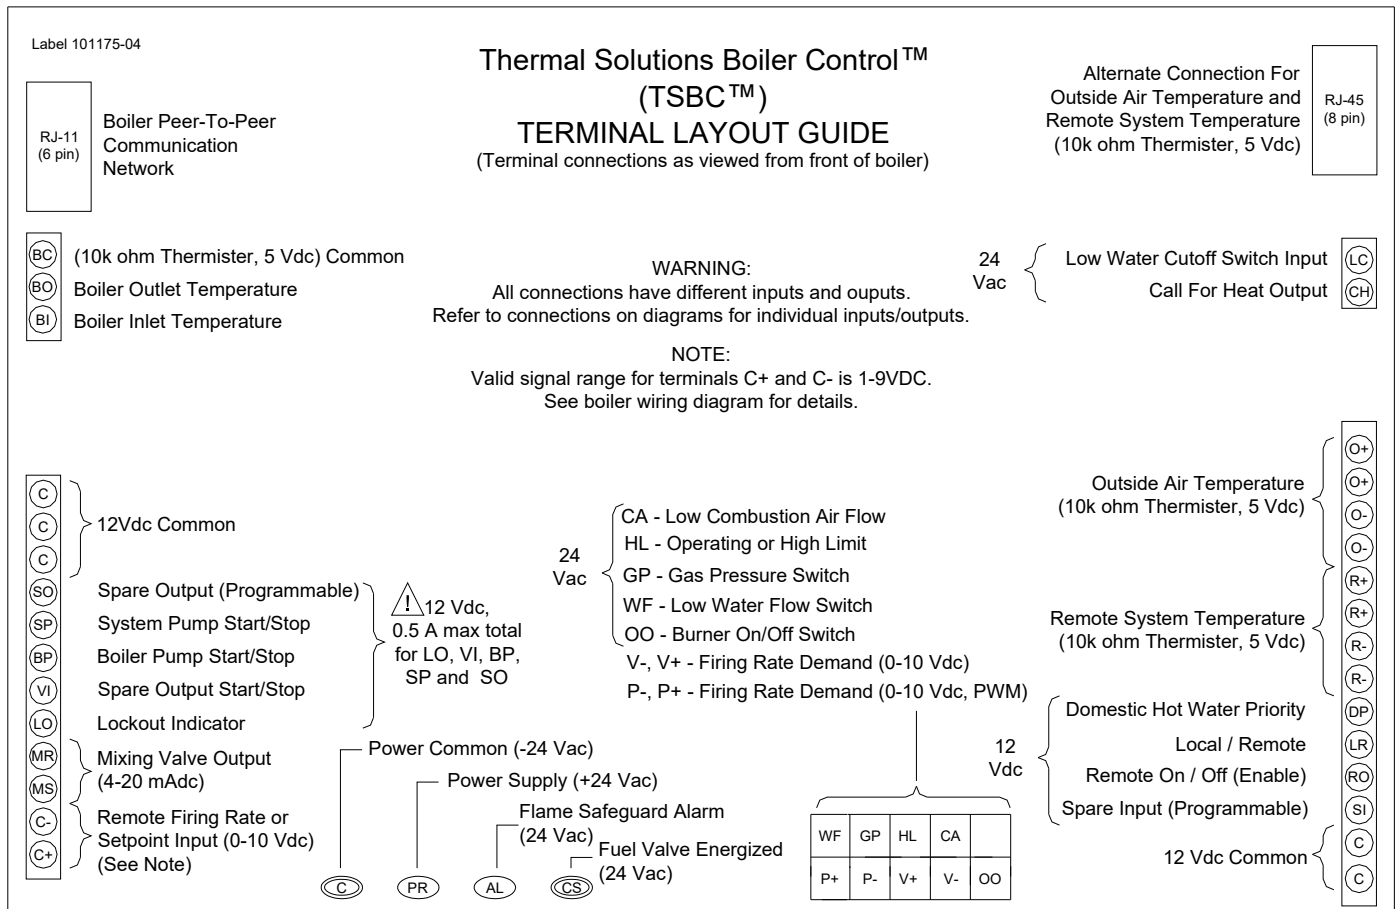 Label 101175-04
Thermal Solutions Boiler Control™
(TSBC™)
TERMINAL LAYOUT GUIDE
(Terminal connections as viewed from front of boiler)
RJ-11
(6 pin)
Boiler Peer-To-Peer
Communication
Network
Alternate Connection For
Outside Air Temperature and
Remote System Temperature
(10k ohm Thermister, 5 Vdc)
RJ-45
(8 pin)
BC (10k ohm Thermister, 5 Vdc) Common
BO Boiler Outlet Temperature
BI Boiler Inlet Temperature
WARNING:
All connections have different inputs and ouputs.
Refer to connections on diagrams for individual inputs/outputs.
NOTE:
Valid signal range for terminals C+ and C- is 1-9VDC.
See boiler wiring diagram for details.
24
Vac
Low Water Cutoff Switch Input LC
Call For Heat Output CH
C
C
C
12Vdc Common
SO Spare Output (Programmable)
SP System Pump Start/Stop
BP Boiler Pump Start/Stop
VI Spare Output Start/Stop
LO Lockout Indicator
! 12 Vdc,
0.5 A max total
for LO, VI, BP,
SP and SO
MR
MS
Mixing Valve Output
(4-20 mAdc)
C-
C+
Remote Firing Rate or
Setpoint Input (0-10 Vdc)
(See Note)
24
Vac
CA - Low Combustion Air Flow
HL - Operating or High Limit
GP - Gas Pressure Switch
WF - Low Water Flow Switch
OO - Burner On/Off Switch
V-, V+ - Firing Rate Demand (0-10 Vdc)
P-, P+ - Firing Rate Demand (0-10 Vdc, PWM)
Power Common (-24 Vac)
Power Supply (+24 Vac)
Flame Safeguard Alarm
(24 Vac)
Fuel Valve Energized
(24 Vac)
C PR AL CS
WF GP HL CA
P+ P- V+ V- OO
Outside Air Temperature
(10k ohm Thermister, 5 Vdc)
O+
O+
O-
O-
Remote System Temperature
(10k ohm Thermister, 5 Vdc)
R+
R+
R-
R-
12
Vdc
Domestic Hot Water Priority DP
Local / Remote LR
Remote On / Off (Enable) RO
Spare Input (Programmable) SI
12 Vdc Common
C
C